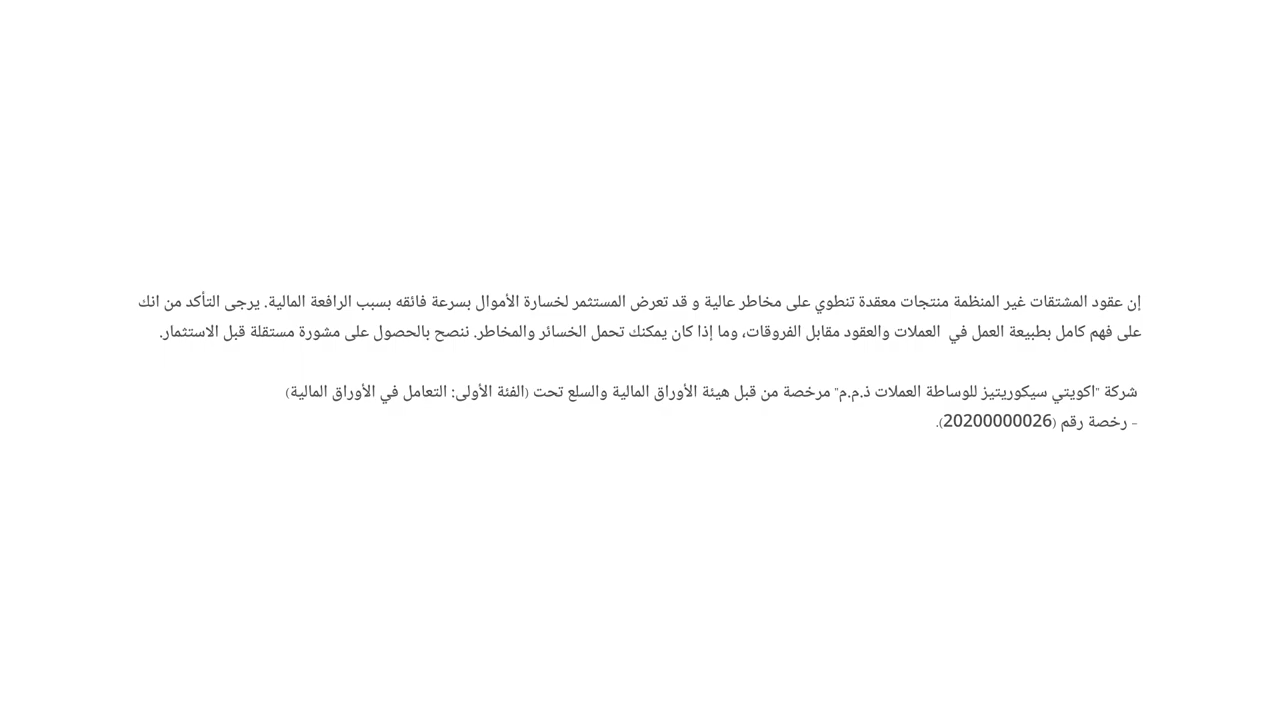 إن عقود المشتقات غير المنظمة منتجات معقدة تنطوي على مخاطر عالية و قد تعرض المستثمر لخسارة الأموال بسرعة فائقه بسبب الرافعة المالية. يرجى التأكد من انك
على فهم كامل بطبيعة العمل في العملات والعقود مقابل الفروقات، وما إذا كان يمكنك تحمل الخسائر والمخاطر. ننصح بالحصول على مشورة مستقلة قبل الاستثمار.
شركة "اكويتي سيكوريتيز للوساطة العملات ذ.م.م" مرخصة من قبل هيئة الأوراق المالية والسلع تحت (الفئة الأولى: التعامل في الأوراق المالية)
- رخصة رقم (20200000026).